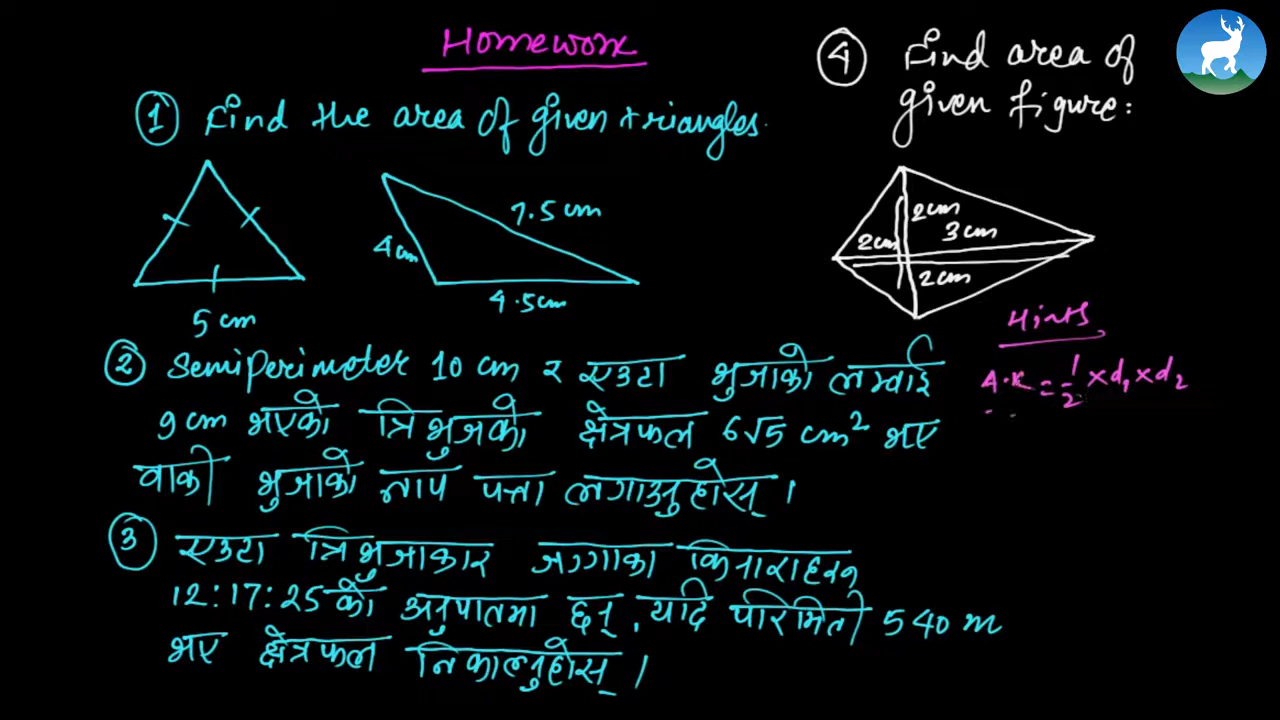 Homework
① Find the area of given triangles.
5 cm
4 cm
7.5 cm
4.5cm
② Semiperimeter 10 cm र एउटा भुजाको लम्बाई
9 cm भएको त्रिभुजको क्षेत्रफल 6√5 cm² भए
बाकी भुजाको नाप पत्ता लगाउनुहोस् ।
③ एउटा त्रिभुजाकार जग्गाका किनाराहरु
12:17:25 को अनुपातमा छन्, यदि परिमिती 540 m
भए क्षेत्रफल निकाल्नुहोस् ।
④ Find area of
given figure:
2cm
3cm
2cm
2cm
Hints
= 1/2 × d₁ × d₂